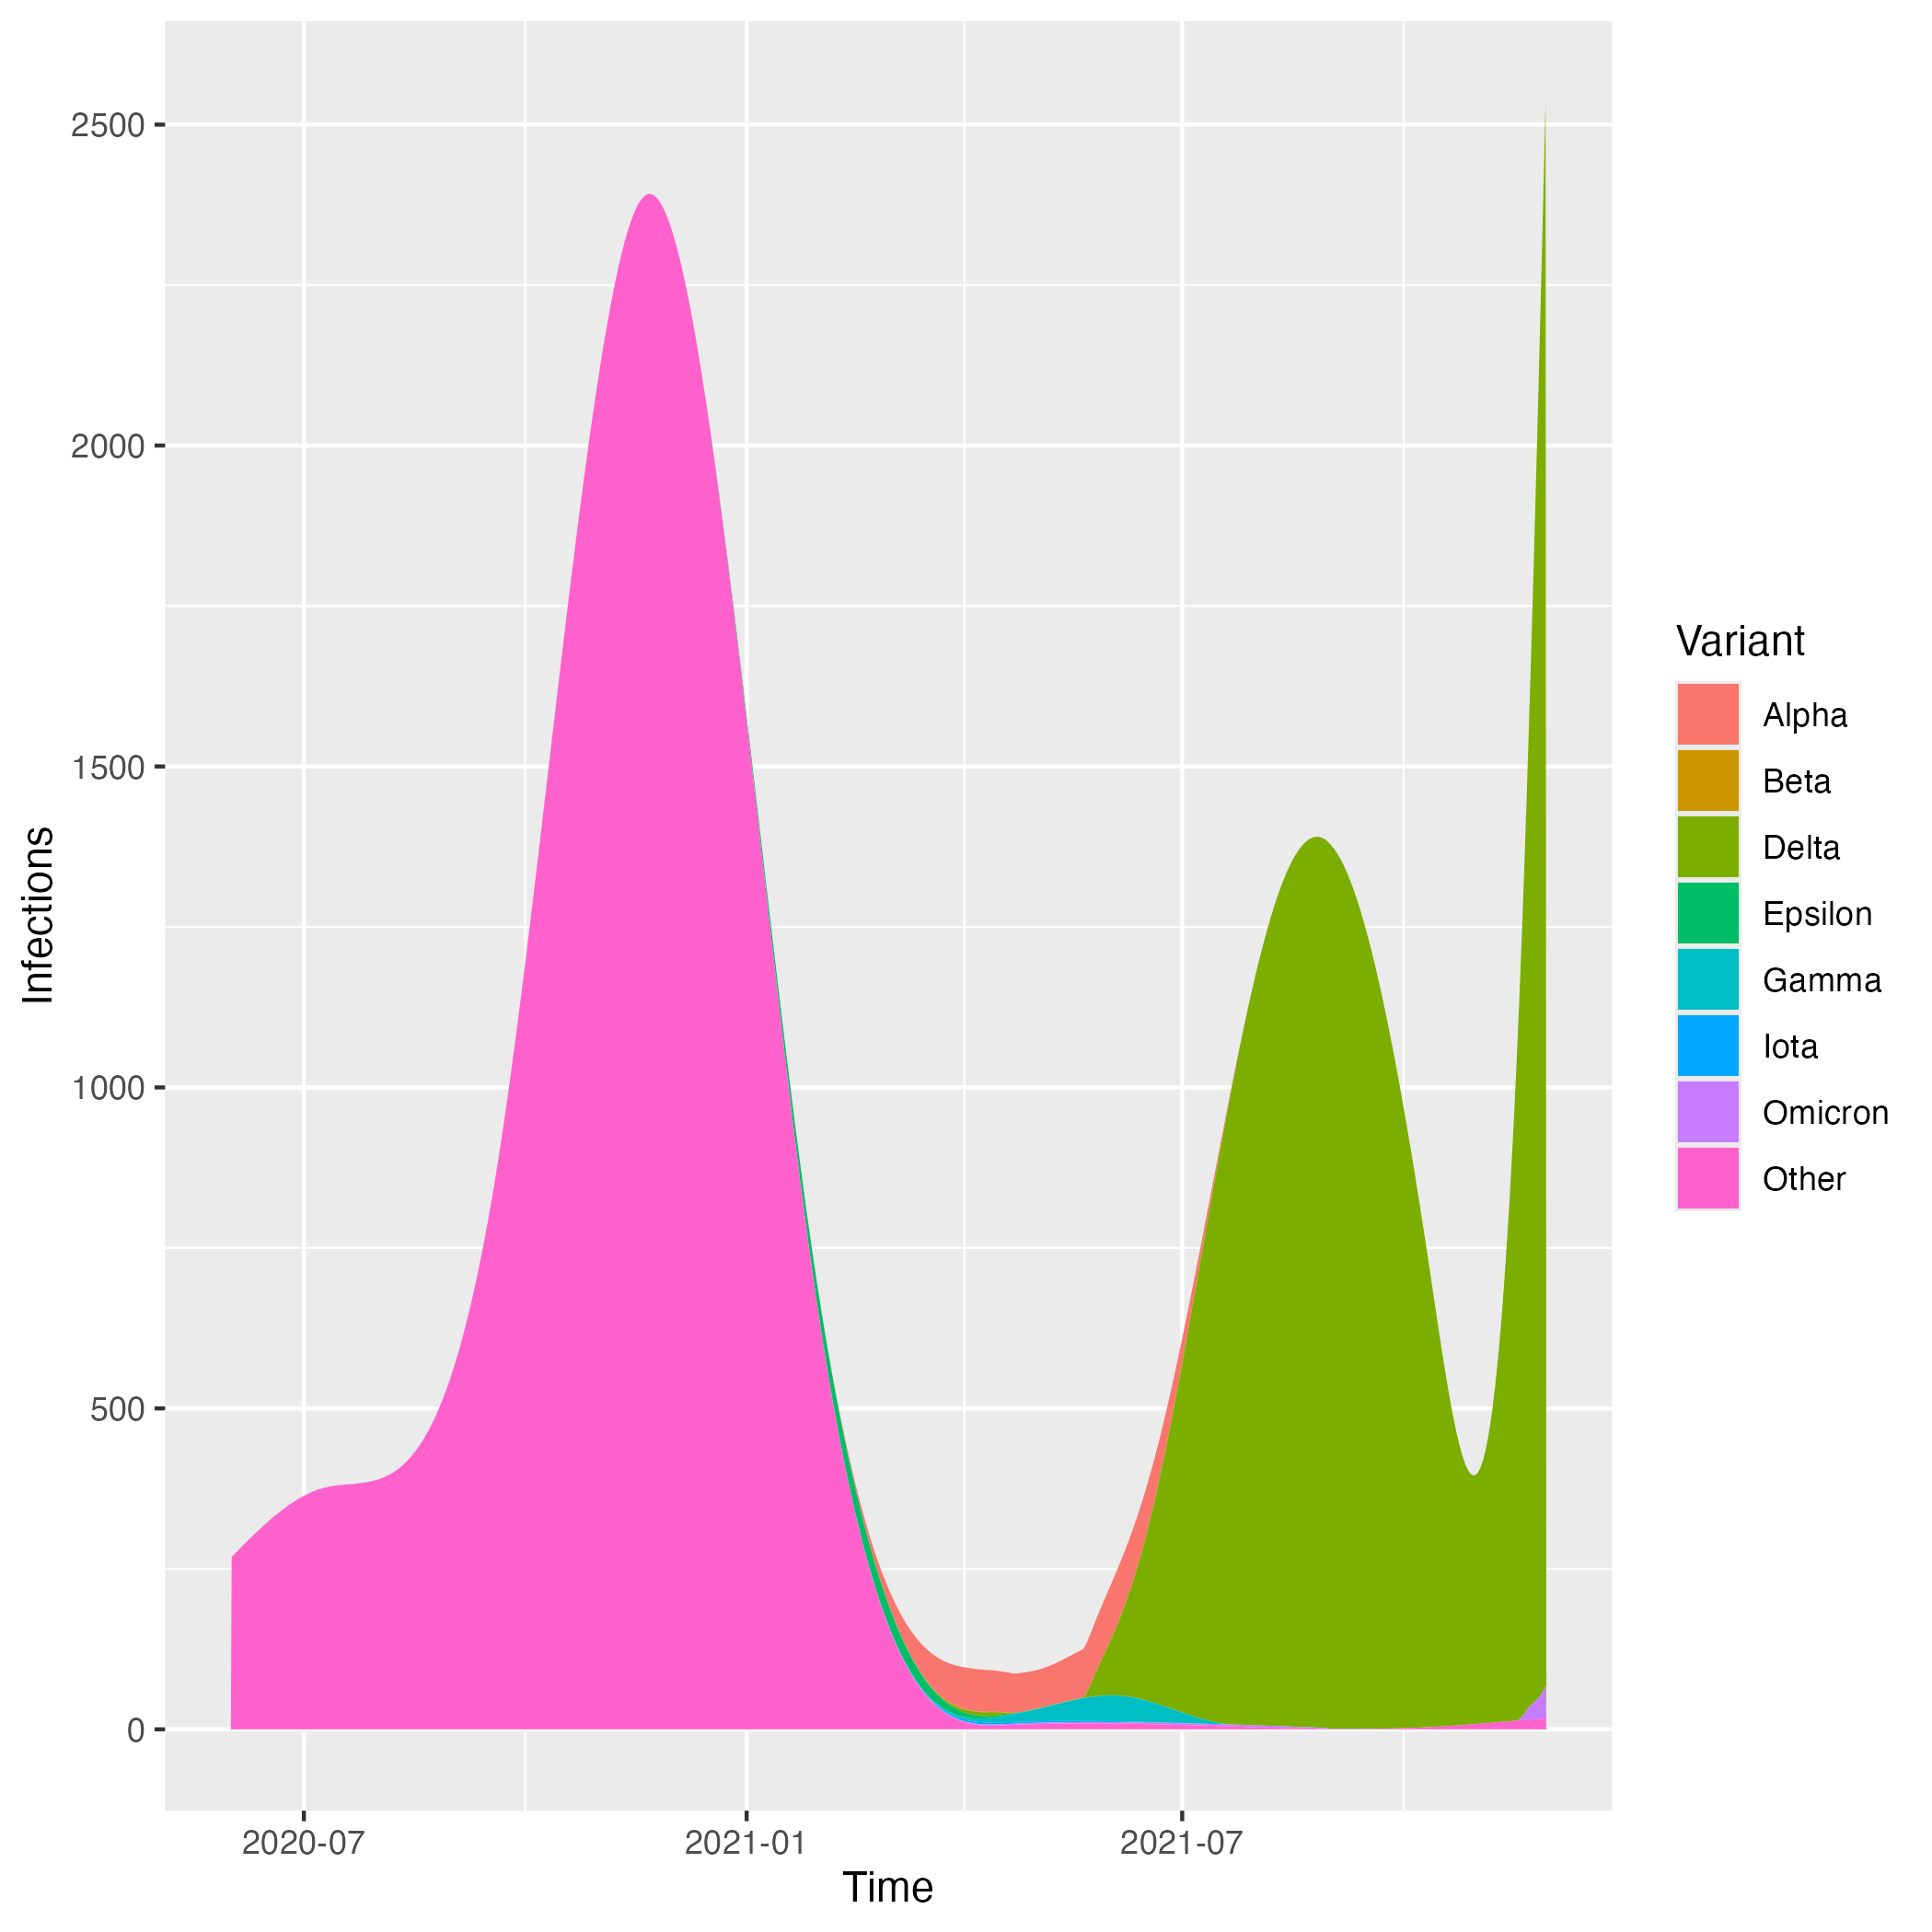 2500
2000
1500
1000
500
0
Infections
2020-07
2021-01
2021-07
Time
Variant
Alpha
Beta
Delta
Epsilon
Gamma
Iota
Omicron
Other